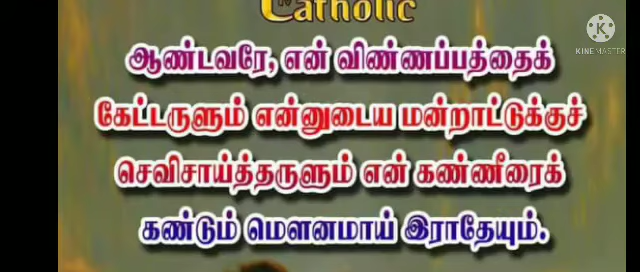 Catholic
K
KINEMASTER
ஆண்டவரே, என் விண்ணப்பத்தைக்
கேட்டருளும் என்னுடைய மன்றாட்டுக்குச்
செவிசாய்த்தருளும் என் கண்ணீரைக்
கண்டும் மௌனமாய் இராதேயும்.